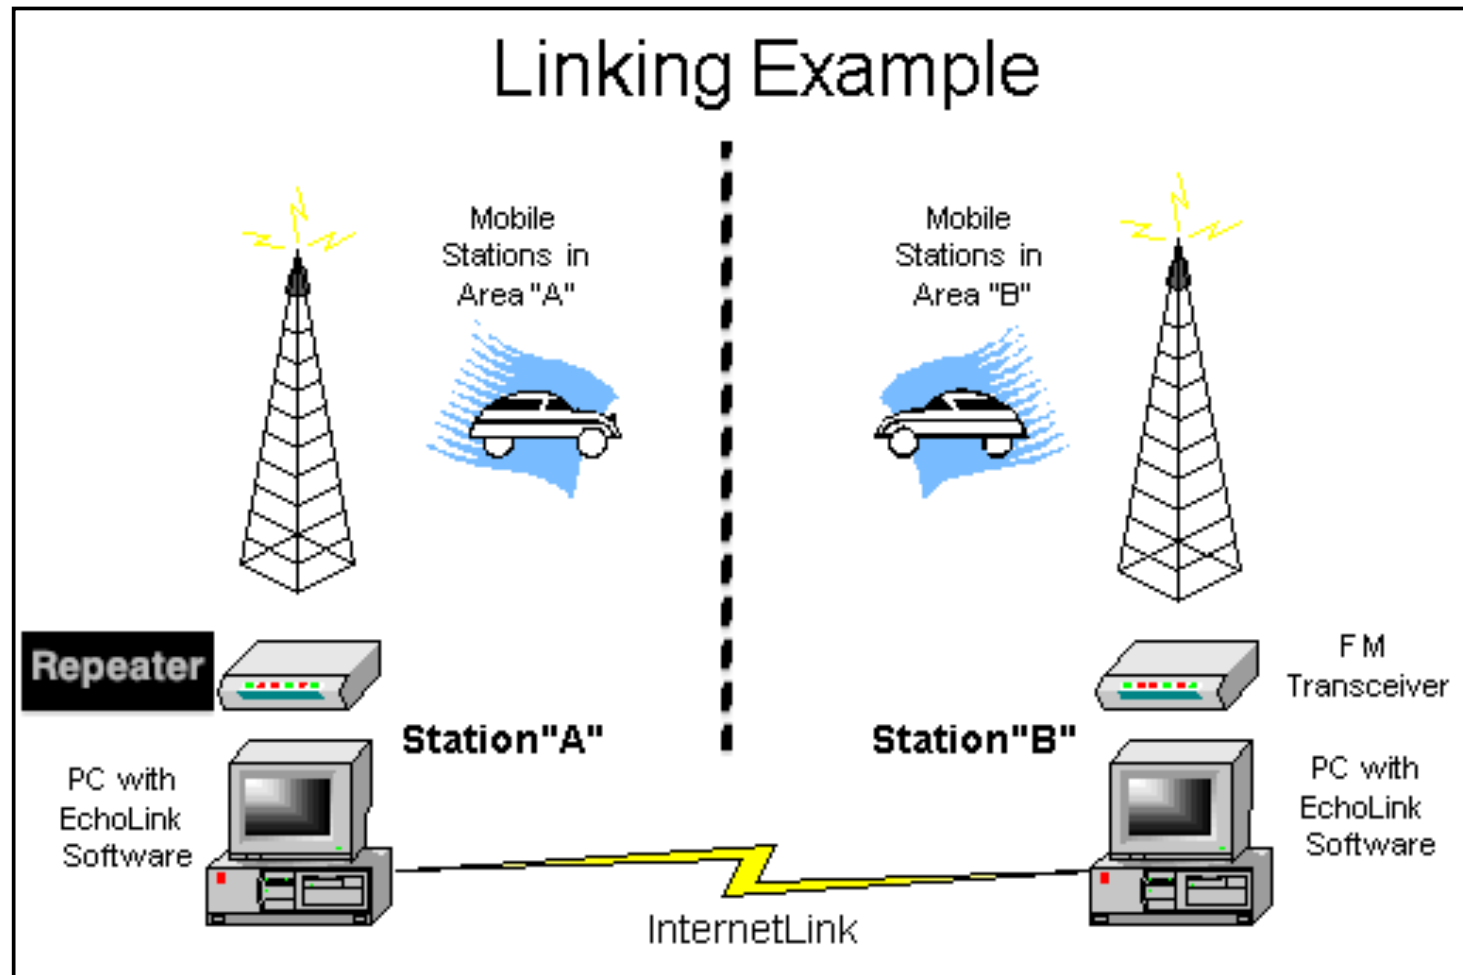 Linking Example
Mobile
Stations in
Area "A"
Mobile
Stations in
Area "B"
Repeater
FM
Transceiver
Station"A"
Station"B"
PC with
EchoLink
Software
PC with
EchoLink
Software
InternetLink